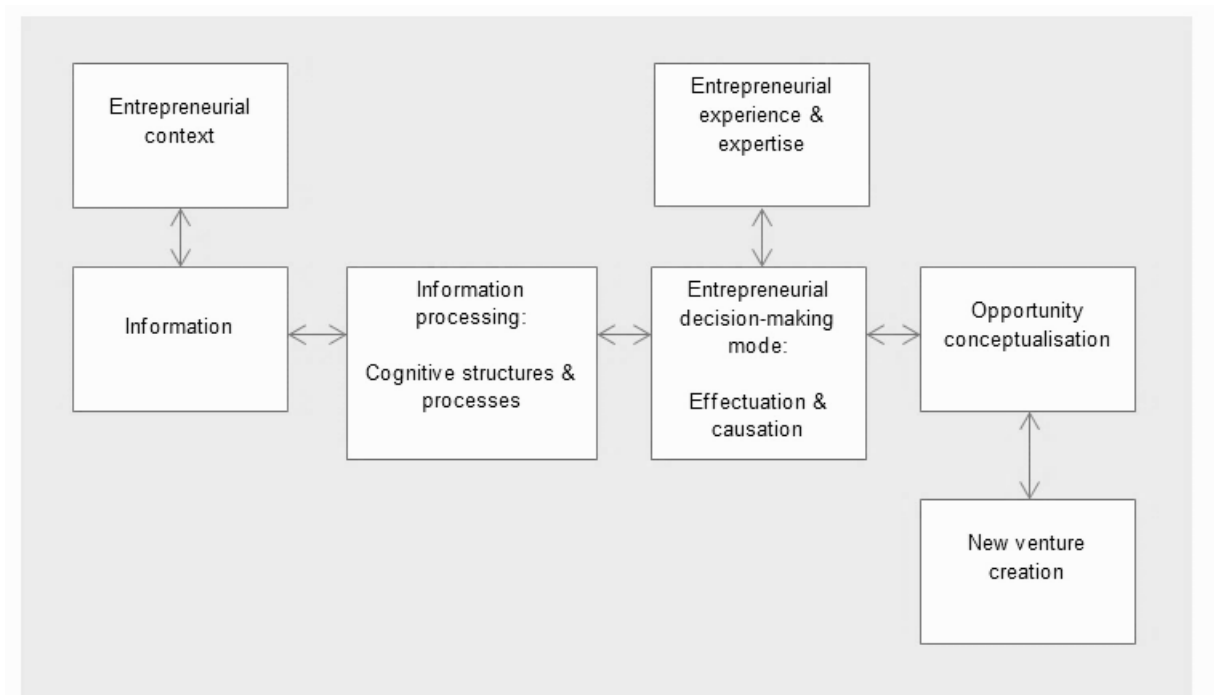 Entrepreneurial
context
Entrepreneurial
experience &
expertise
Information
Information
processing:
Cognitive structures &
processes
Entrepreneurial
decision-making
mode:
Effectuation &
causation
Opportunity
conceptualisation
New venture
creation